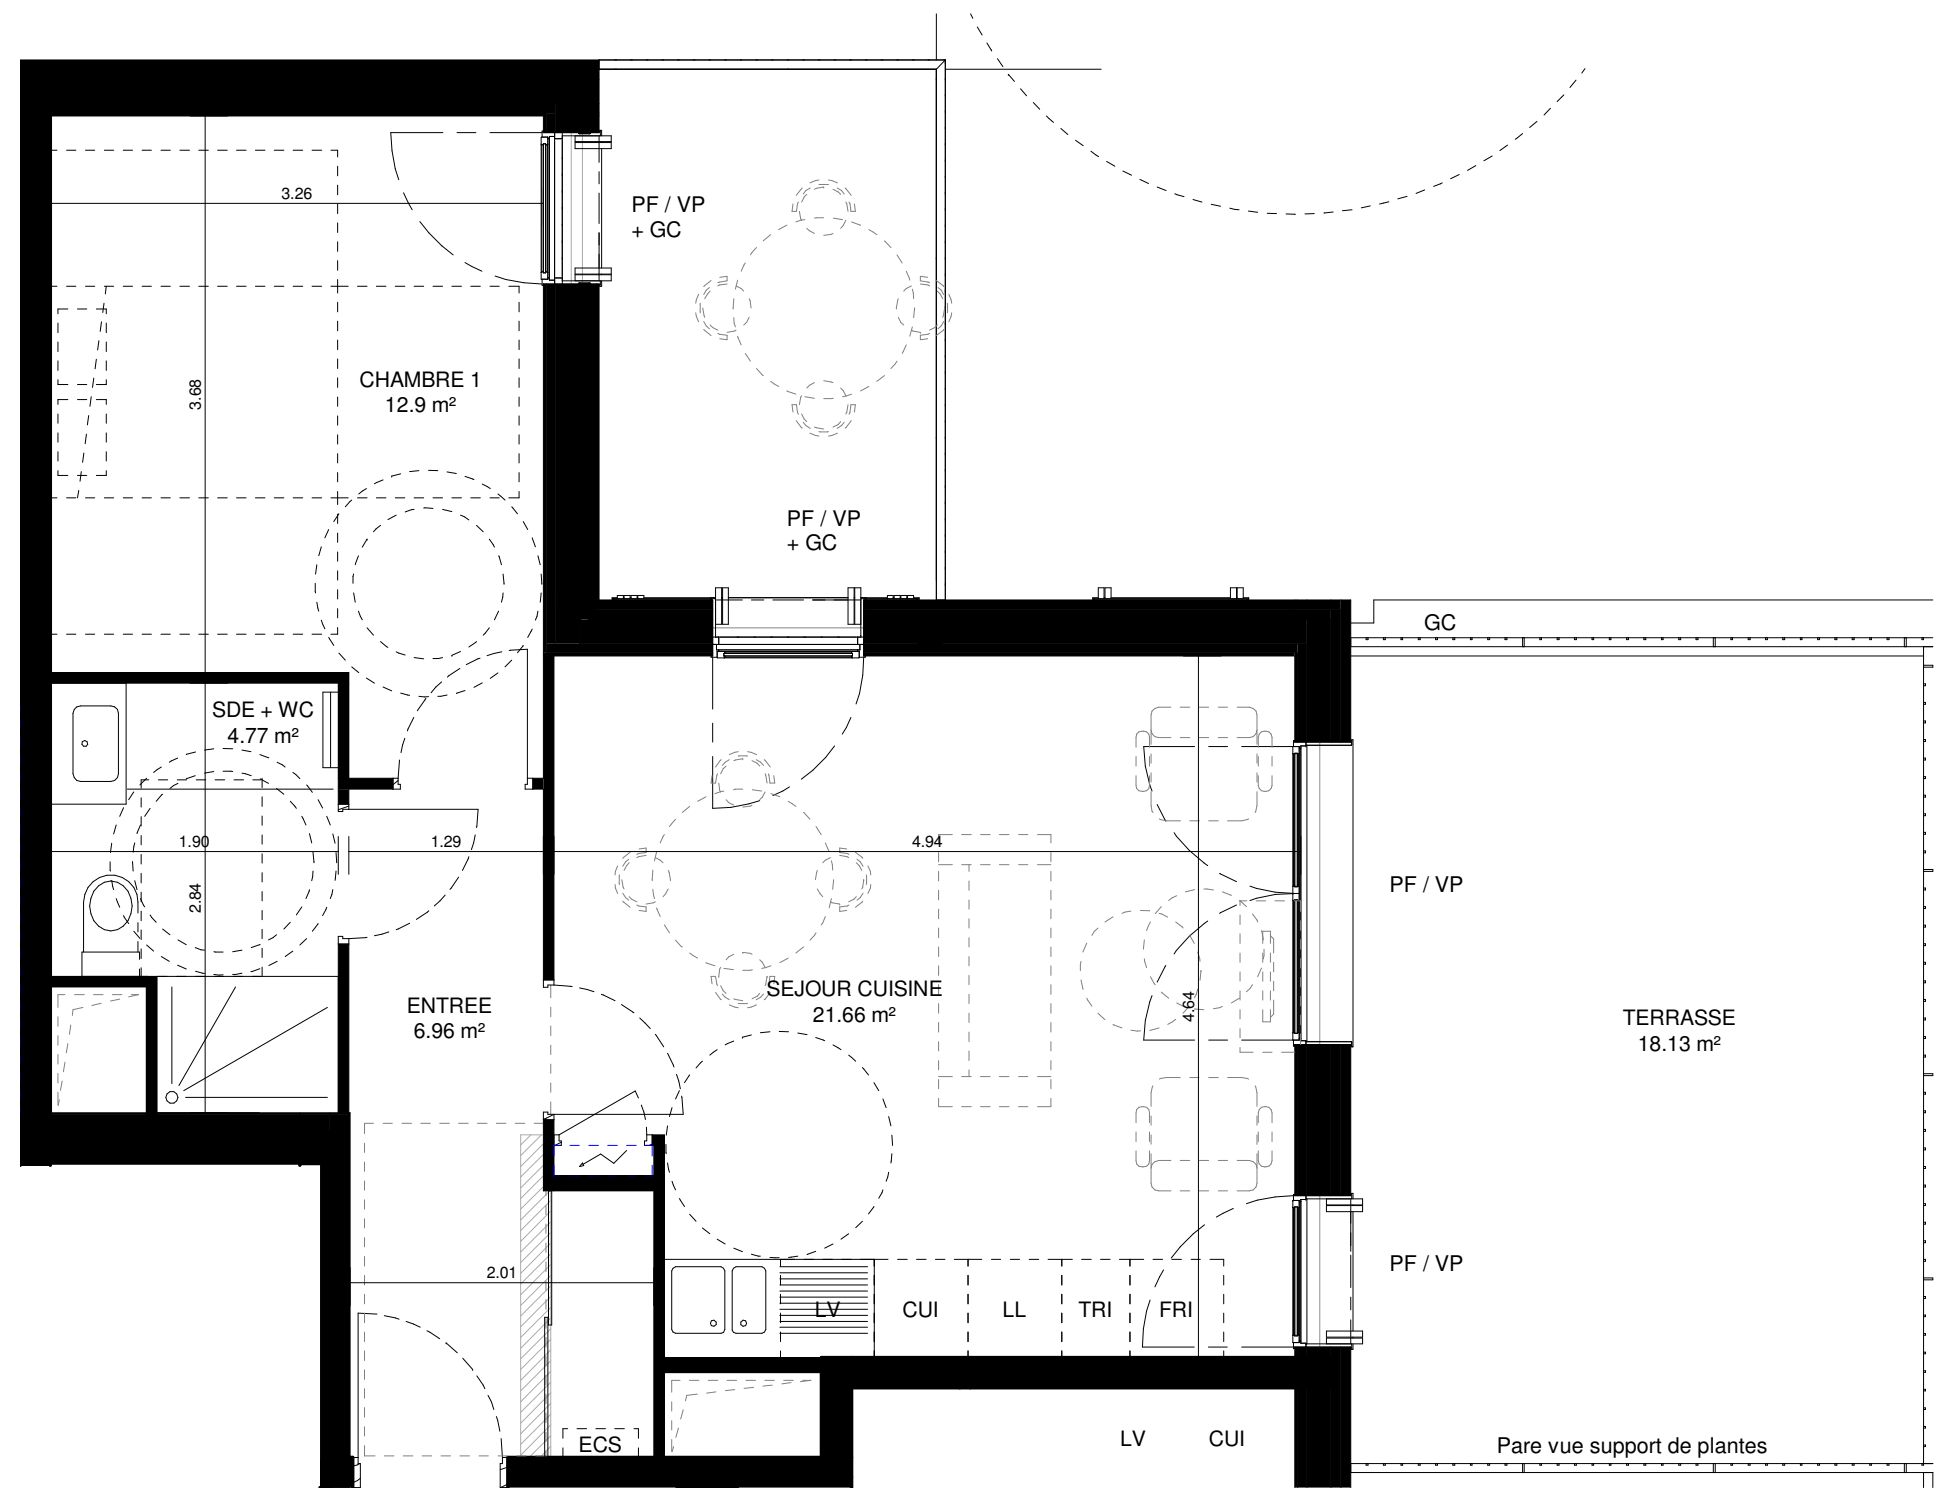 3.26
PF / VP
+ GC
CHAMBRE 1
12.9 m²
3.68
PF / VP
+ GC
GC
SDE + WC
4.77 m²
1.90
1.29
4.94
PF / VP
2.84
SEJOUR CUISINE
21.66 m²
4.64
ENTREE
6.96 m²
TERRASSE
18.13 m²
2.01
PF / VP
LV
CUI
LL
TRI
FRI
ECS
LV
CUI
Pare vue support de plantes